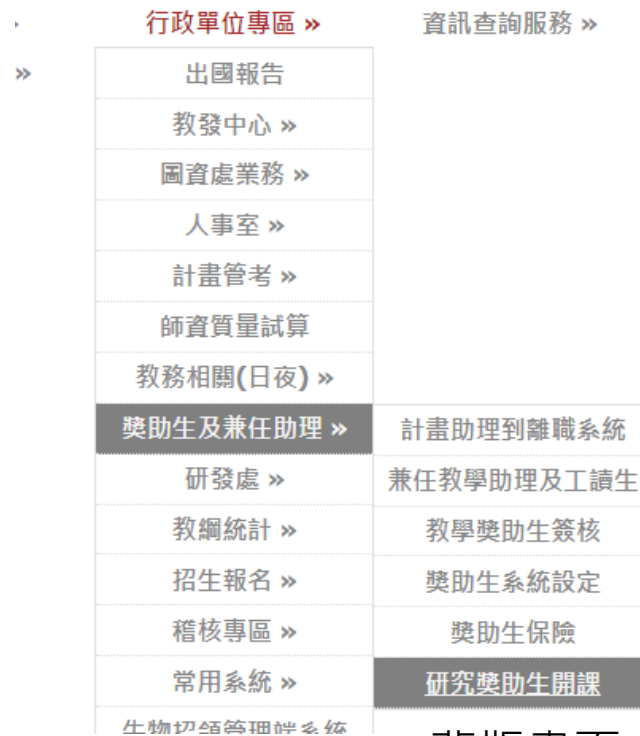 行政單位專區 »
資訊查詢服務 »
»
出國報告
教發中心 »
圖資處業務 »
人事室 »
計畫管考 »
師資質量試算
教務相關(日夜) »
獎助生及兼任助理 »
研發處 »
教綱統計 »
招生報名 »
稽核專區 »
常用系統 »
計畫助理到離職系統
兼任教學助理及工讀生
教學獎助生簽核
獎助生系統設定
獎助生保險
研究獎助生開課